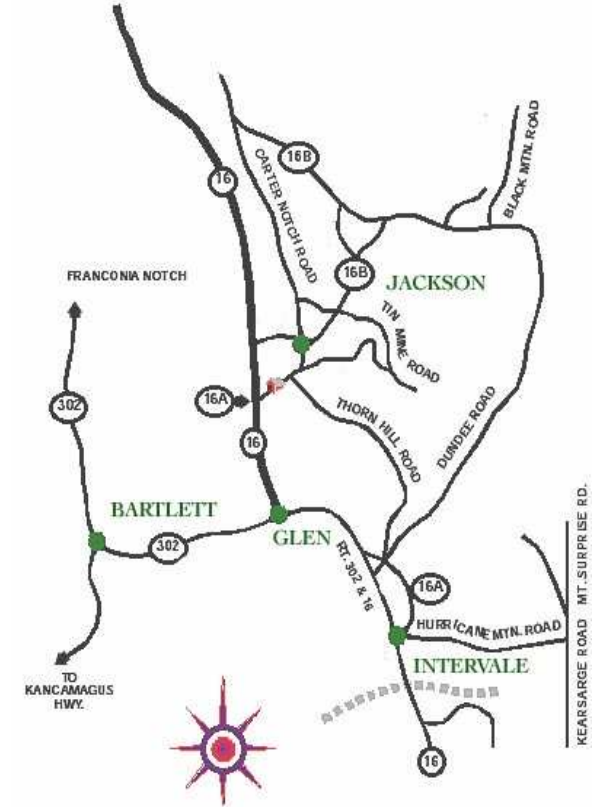 16B
BLACK MTN. ROAD
16
CARTER NOTCH ROAD
16B
FRANCONIA NOTCH
JACKSON
TIN MINE ROAD
302
16A
THORN HILL ROAD
DUNDEE ROAD
16
BARTLETT
GLEN
302
RT. 302 & 16
16A
HURRICANE MTN. ROAD
KEARSARGE ROAD MT. SURPRISE RD.
INTERVALE
TO
KANCAMAGUS
HWY.
16